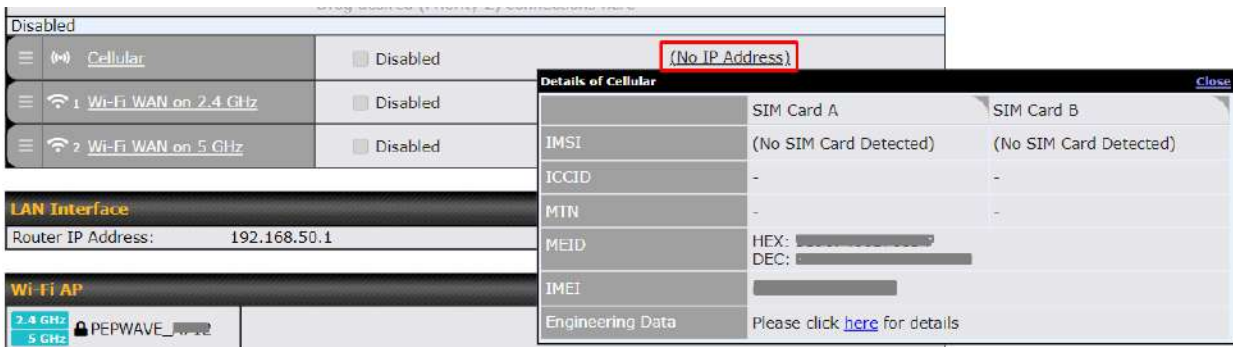 Disabled
Cellular Disabled (No IP Address)
1 Wi-Fi WAN on 2.4 GHz Disabled
2 Wi-Fi WAN on 5 GHz Disabled
Details of Cellular Close
SIM Card A SIM Card B
IMSI (No SIM Card Detected) (No SIM Card Detected)
ICCID - -
MTN - -
MEID HEX:
DEC:
IMEI
Engineering Data Please click here for details
LAN Interface
Router IP Address: 192.168.50.1
Wi-Fi AP
2.4 GHz
5 GHz
PEPWAVE_